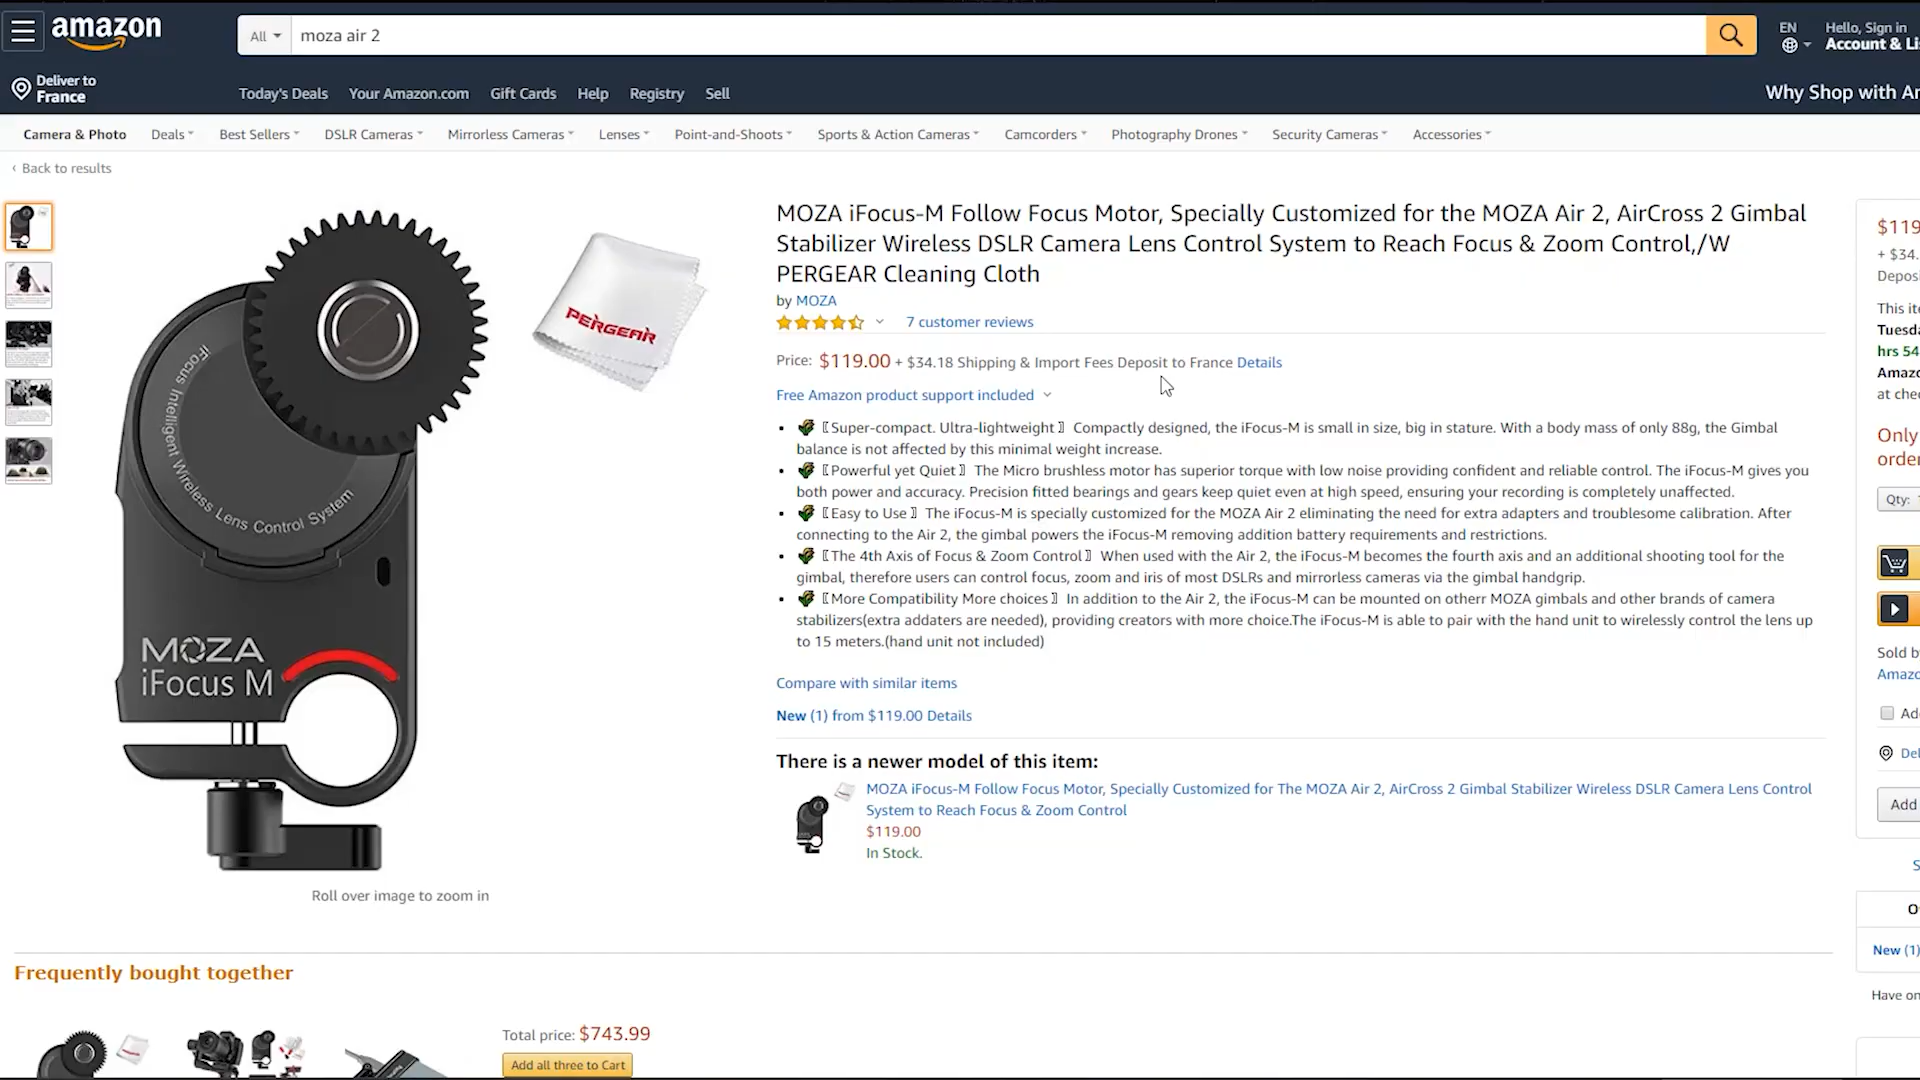 amazon
All
moza air 2
EN
Hello, Sign in
Account & Li
Deliver to
France
Today's Deals
Your Amazon.com
Gift Cards
Help
Registry
Sell
Why Shop with Am
Camera & Photo
Deals
Best Sellers
DSLR Cameras
Mirrorless Cameras
Lenses
Point-and-Shoots
Sports & Action Cameras
Camcorders
Photography Drones
Security Cameras
Accessories
‹ Back to results
iFocus Intelligent Wireless Lens Control System
MOZA
iFocus M
PERGEAR
Roll over image to zoom in
MOZA iFocus-M Follow Focus Motor, Specially Customized for the MOZA Air 2, AirCross 2 Gimbal
Stabilizer Wireless DSLR Camera Lens Control System to Reach Focus & Zoom Control,/W
PERGEAR Cleaning Cloth
by MOZA
7 customer reviews
Price: $119.00 + $34.18 Shipping & Import Fees Deposit to France Details
Free Amazon product support included
〖Super-compact. Ultra-lightweight〗 Compactly designed, the iFocus-M is small in size, big in stature. With a body mass of only 88g, the Gimbal
balance is not affected by this minimal weight increase.
〖Powerful yet Quiet〗 The Micro brushless motor has superior torque with low noise providing confident and reliable control. The iFocus-M gives you
both power and accuracy. Precision fitted bearings and gears keep quiet even at high speed, ensuring your recording is completely unaffected.
〖Easy to Use〗 The iFocus-M is specially customized for the MOZA Air 2 eliminating the need for extra adapters and troublesome calibration. After
connecting to the Air 2, the gimbal powers the iFocus-M removing addition battery requirements and restrictions.
〖The 4th Axis of Focus & Zoom Control〗 When used with the Air 2, the iFocus-M becomes the fourth axis and an additional shooting tool for the
gimbal, therefore users can control focus, zoom and iris of most DSLRs and mirrorless cameras via the gimbal handgrip.
〖More Compatibility More choices〗 In addition to the Air 2, the iFocus-M can be mounted on otherr MOZA gimbals and other brands of camera
stabilizers(extra addaters are needed), providing creators with more choice.The iFocus-M is able to pair with the hand unit to wirelessly control the lens up
to 15 meters.(hand unit not included)
Compare with similar items
New (1) from $119.00 Details
There is a newer model of this item:
MOZA iFocus-M Follow Focus Motor, Specially Customized for The MOZA Air 2, AirCross 2 Gimbal Stabilizer Wireless DSLR Camera Lens Control
System to Reach Focus & Zoom Control
$119.00
In Stock.
$119
+ $34.
Deposi
This ite
Tuesda
hrs 54
Amazo
at chec
Only
order
Qty:
Sold by
Amazo
Ad
Del
Add
S
O
New (1)
Have on
Frequently bought together
Total price: $743.99
Add all three to Cart